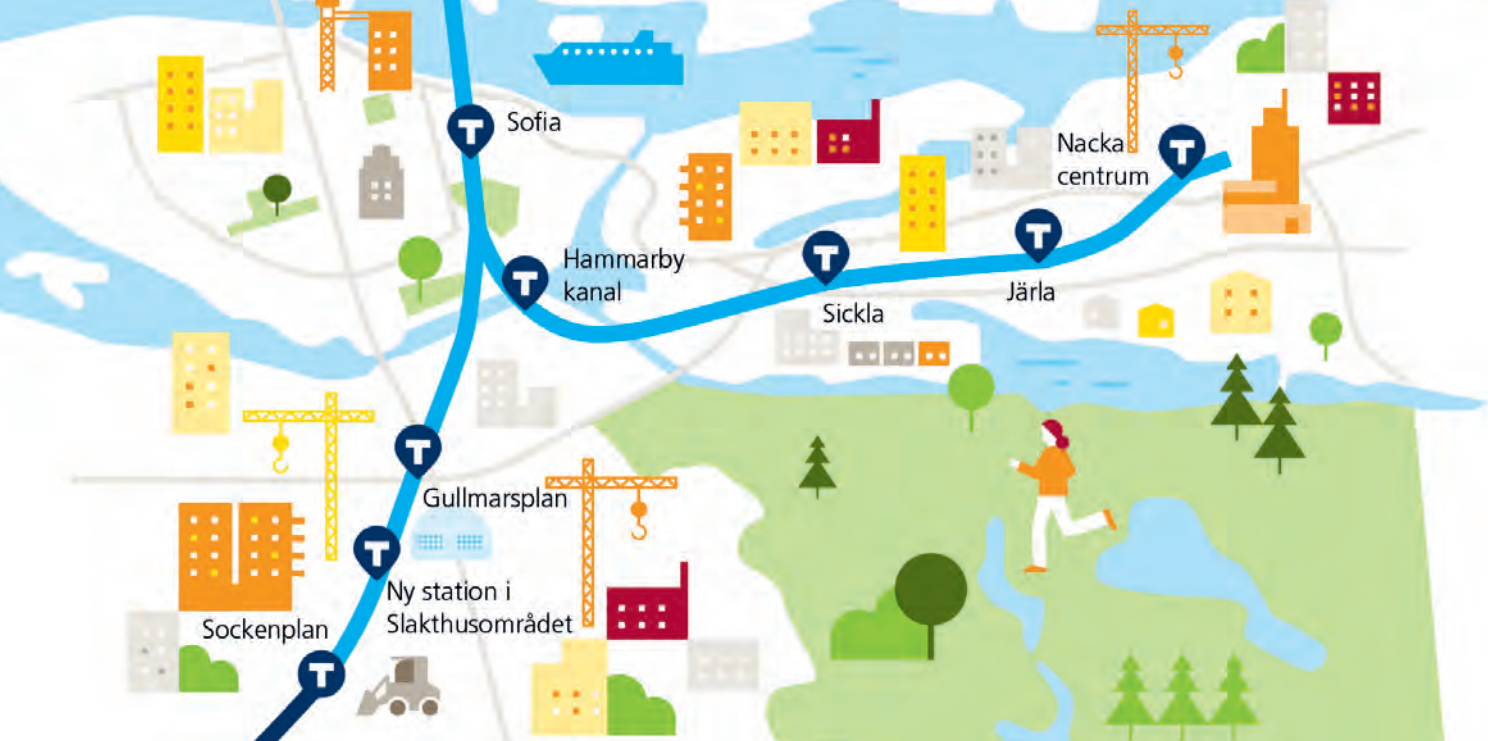 Sofia
Nacka
centrum
Hammarby
kanal
Järla
Sickla
Gullmarsplan
Ny station i
Slakthusområdet
Sockenplan
T
T
T
T
T
T
T
T